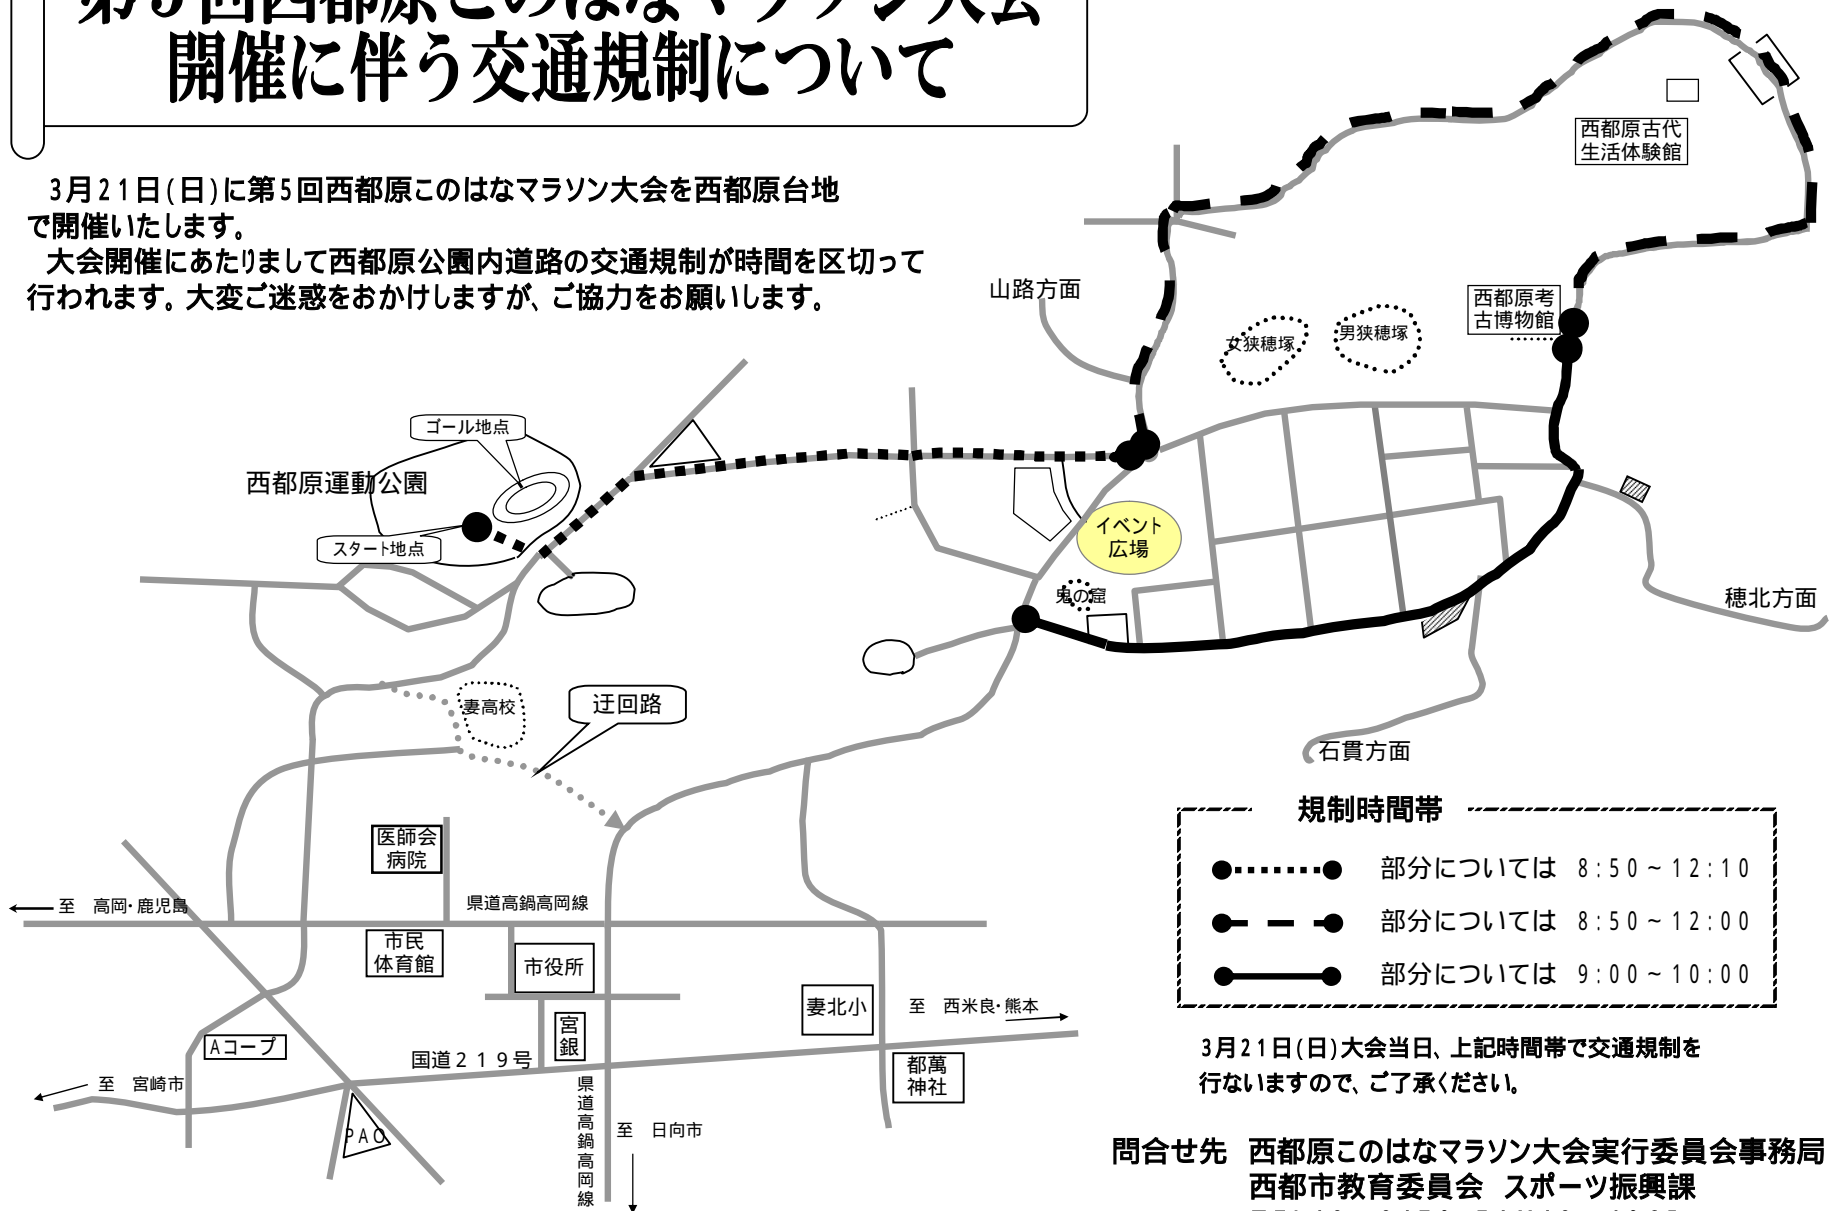 第5回西都原このはなマラソン大会
開催に伴う交通規制について
3月21日(日)に第5回西都原このはなマラソン大会を西都原台地
で開催いたします。
大会開催にあたりまして西都原公園内道路の交通規制が時間を区切って
行われます。大変ご迷惑をおかけしますが、ご協力をお願いします。
西都原古代
生活体験館
山路方面
西都原考
古博物館
女狭穂塚
男狭穂塚
ゴール地点
西都原運動公園
スタート地点
イベント
広場
鬼の窟
穂北方面
妻高校
迂回路
石貫方面
規制時間帯
部分については 8:50~12:10
部分については 8:50~12:00
部分については 9:00~10:00
医師会
病院
至 高岡・鹿児島
県道高鍋高岡線
市民
体育館
市役所
妻北小
至 西米良・熊本
宮
銀
Aコープ
国道219号
都萬
神社
至 宮崎市
PAO
県道高鍋高岡線
至 日向市
3月21日(日)大会当日、上記時間帯で交通規制を
行ないますので、ご了承ください。
問合せ先 西都原このはなマラソン大会実行委員会事務局
西都市教育委員会 スポーツ振興課